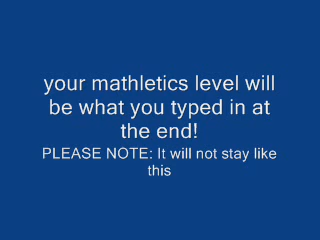 your mathletics level will
be what you typed in at
the end!
PLEASE NOTE: It will not stay like
this